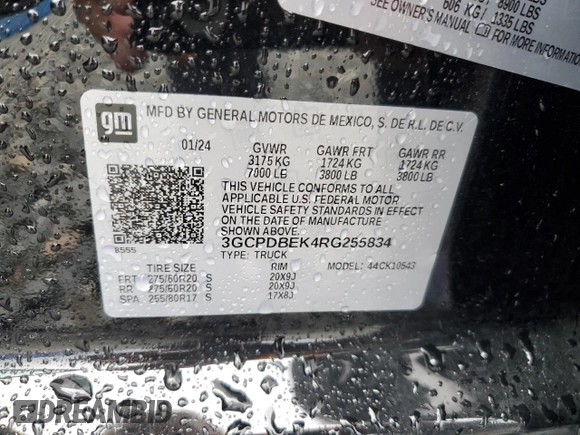 8900 LBS
606 KG / 1335 LBS
SEE OWNER'S MANUAL FOR MORE INFORMATION
gm
MFD BY GENERAL MOTORS DE MEXICO, S. DE R.L. DE C.V.
01/24 GVWR GAWR FRT GAWR RR
3175 KG 1724 KG 1724 KG
7000 LB 3800 LB 3800 LB
THIS VEHICLE CONFORMS TO ALL
APPLICABLE U.S. FEDERAL MOTOR
VEHICLE SAFETY STANDARDS IN EFFECT
ON THE DATE OF MANUFACTURE
SHOWN ABOVE.
3GCPDBEK4RG255834
8555 TYPE: TRUCK MODEL: 44CK10543
TIRE SIZE RIM
FRT 275/60R20 S 20X9J
RR 275/60R20 S 20X9J
SPA 255/80R17 S 17X8J
DREAMBID